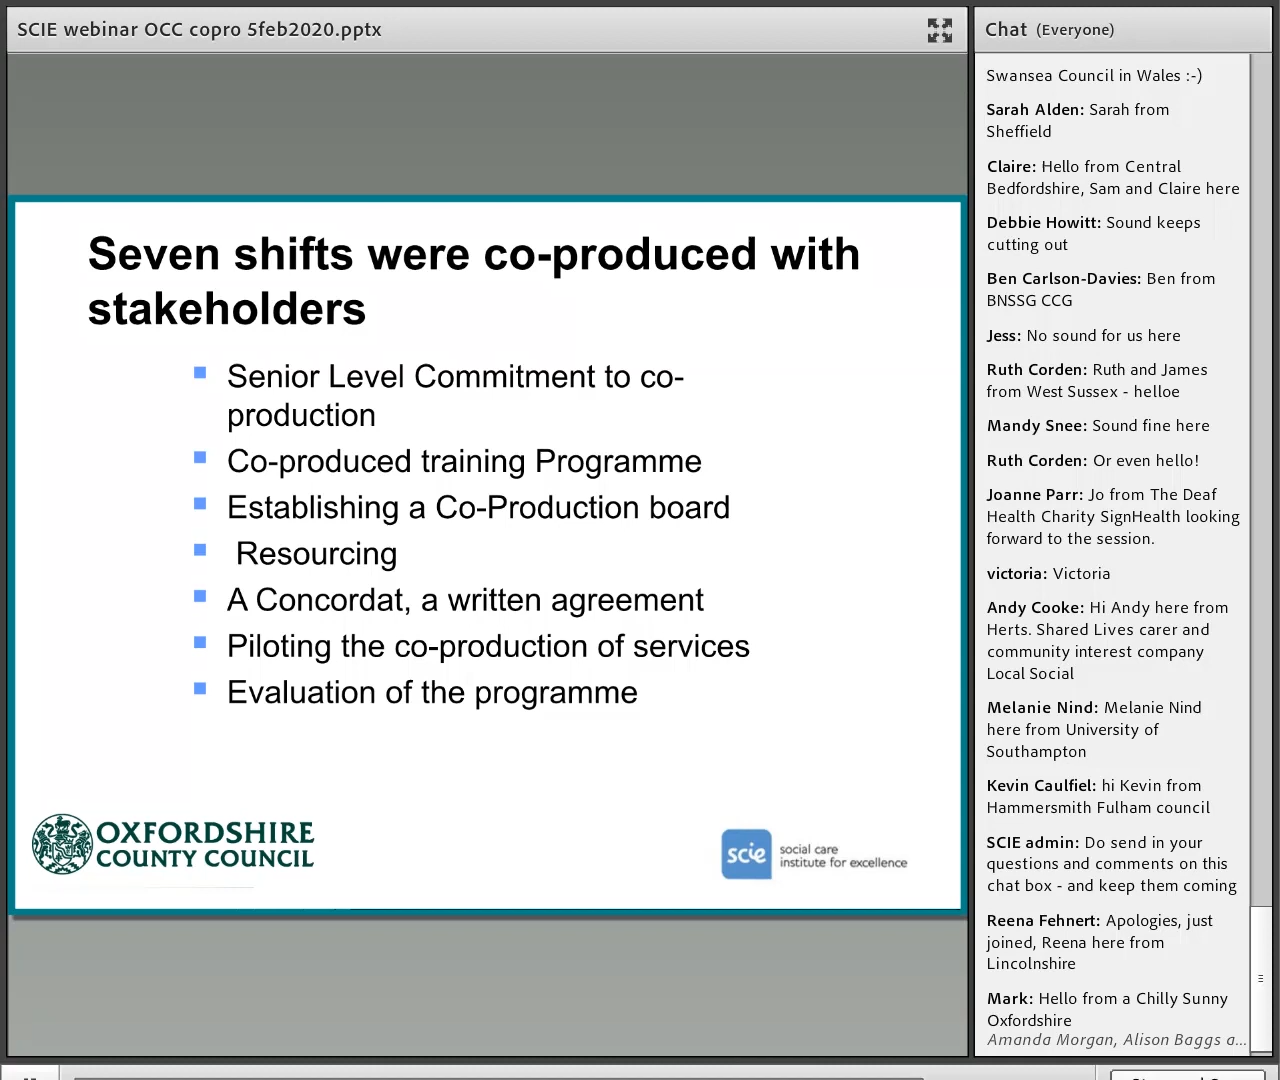 SCIE webinar OCC copro 5feb2020.pptx
Seven shifts were co-produced with
stakeholders
Senior Level Commitment to co-
production
Co-produced training Programme
Establishing a Co-Production board
Resourcing
A Concordat, a written agreement
Piloting the co-production of services
Evaluation of the programme
OXFORDSHIRE
COUNTY COUNCIL
scie
social care
institute for excellence
Chat (Everyone)
Swansea Council in Wales :-)
Sarah Alden: Sarah from
Sheffield
Claire: Hello from Central
Bedfordshire, Sam and Claire here
Debbie Howitt: Sound keeps
cutting out
Ben Carlson-Davies: Ben from
BNSSG CCG
Jess: No sound for us here
Ruth Corden: Ruth and James
from West Sussex - helloe
Mandy Snee: Sound fine here
Ruth Corden: Or even hello!
Joanne Parr: Jo from The Deaf
Health Charity SignHealth looking
forward to the session.
victoria: Victoria
Andy Cooke: Hi Andy here from
Herts. Shared Lives carer and
community interest company
Local Social
Melanie Nind: Melanie Nind
here from University of
Southampton
Kevin Caulfiel: hi Kevin from
Hammersmith Fulham council
SCIE admin: Do send in your
questions and comments on this
chat box - and keep them coming
Reena Fehnert: Apologies, just
joined, Reena here from
Lincolnshire
Mark: Hello from a Chilly Sunny
Oxfordshire
Amanda Morgan, Alison Baggs a...